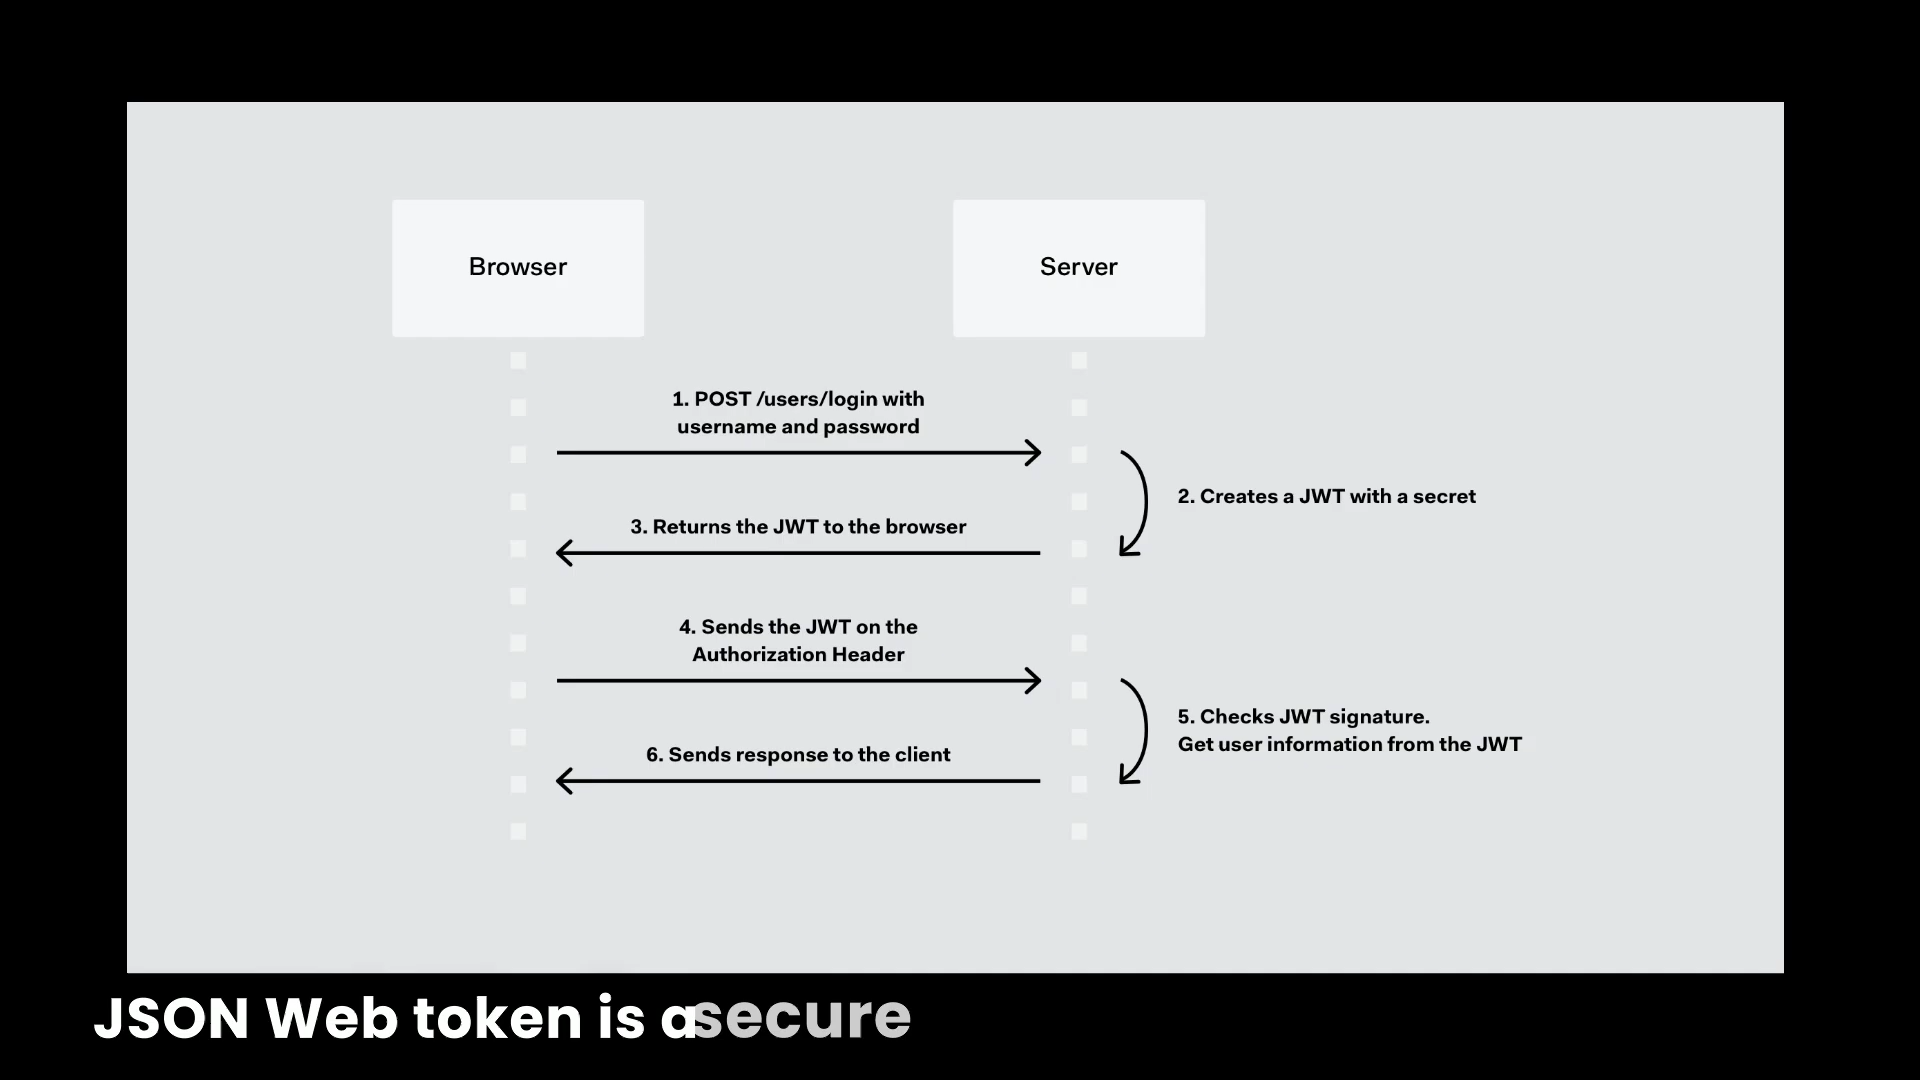 Browser
Server
1. POST /users/login with
username and password
2. Creates a JWT with a secret
3. Returns the JWT to the browser
4. Sends the JWT on the
Authorization Header
5. Checks JWT signature.
Get user information from the JWT
6. Sends response to the client
JSON Web token is a secure